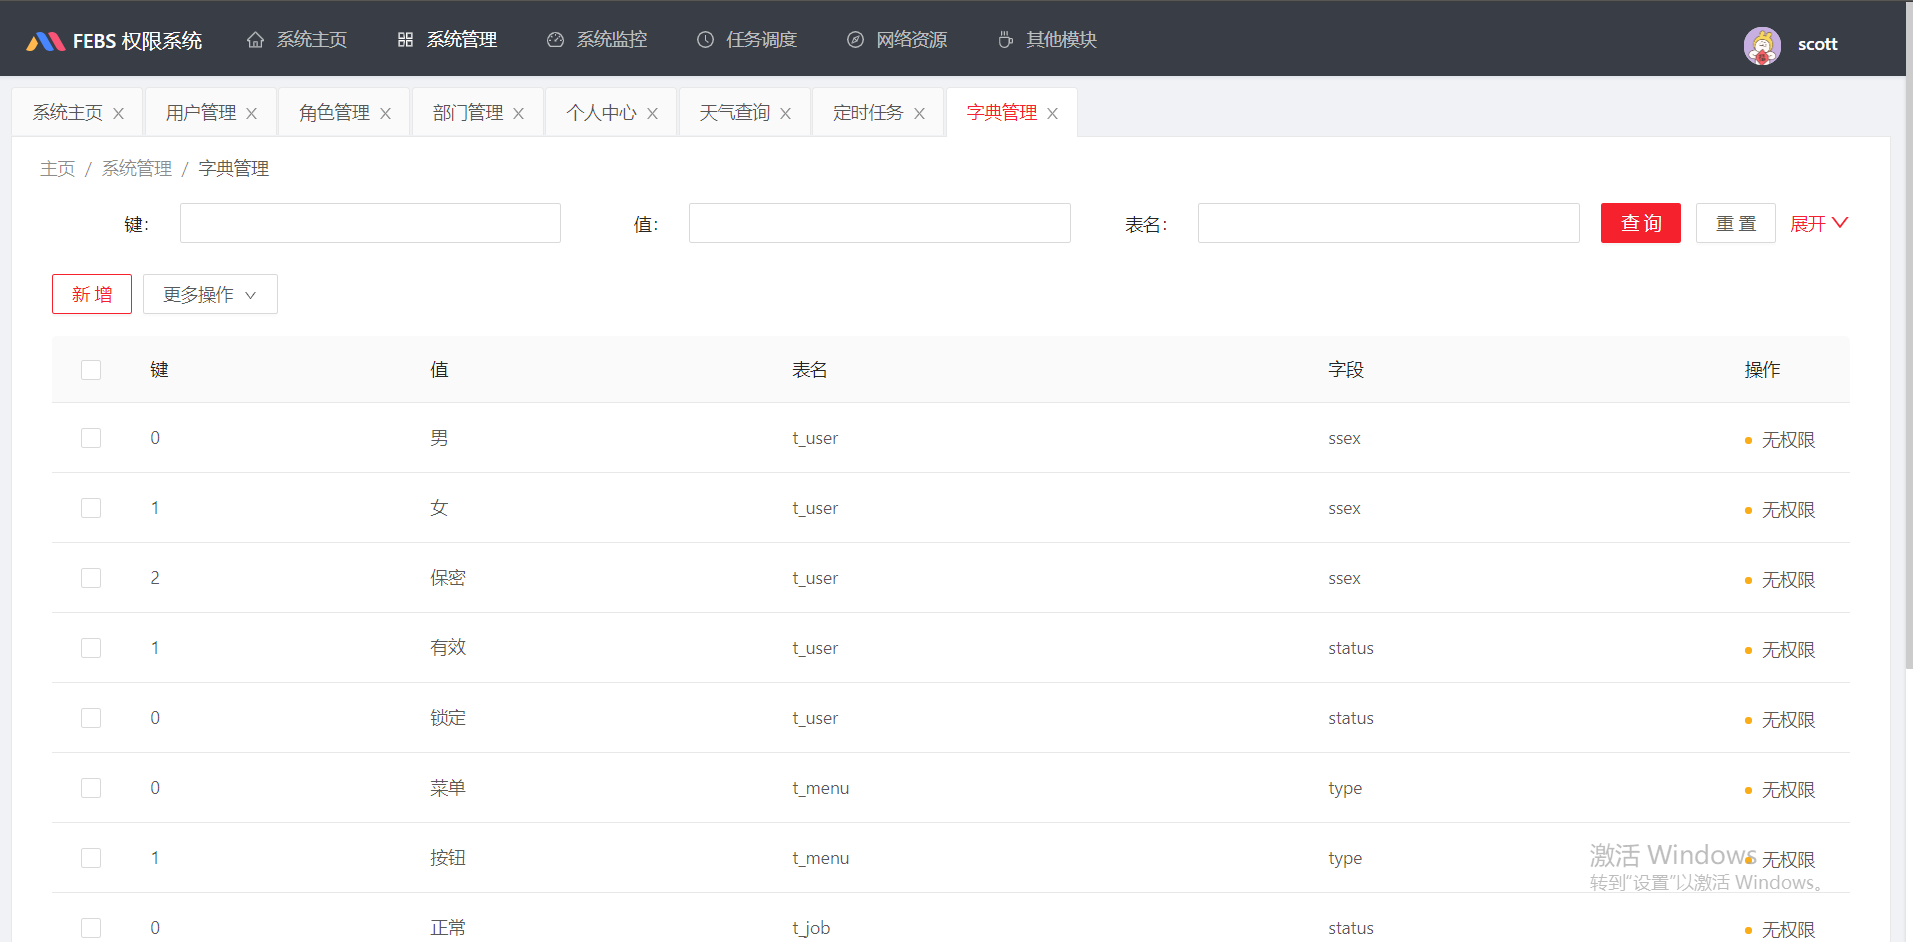 FEBS 权限系统 系统主页 系统管理 系统监控 任务调度 网络资源 其他模块 scott
系统主页 用户管理 角色管理 部门管理 个人中心 天气查询 定时任务 字典管理
主页 / 系统管理 / 字典管理
键: 值: 表名: 查 询 重 置 展开
新 增 更多操作
键 值 表名 字段 操作
0 男 t_user ssex 无权限
1 女 t_user ssex 无权限
2 保密 t_user ssex 无权限
1 有效 t_user status 无权限
0 锁定 t_user status 无权限
0 菜单 t_menu type 无权限
1 按钮 t_menu type 无权限
激活 Windows
转到"设置"以激活 Windows。
0 正常 t_job status 无权限